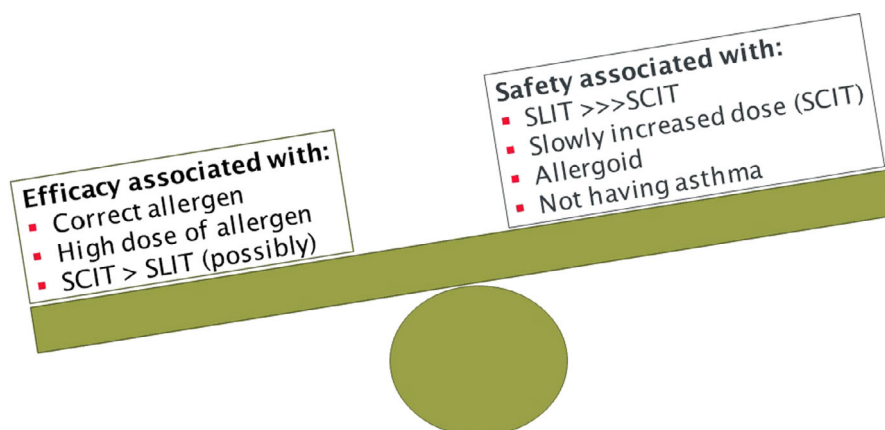 Efficacy associated with:
▪ Correct allergen
▪ High dose of allergen
▪ SCIT > SLIT (possibly)
Safety associated with:
▪ SLIT >>>SCIT
▪ Slowly increased dose (SCIT)
▪ Allergoid
▪ Not having asthma